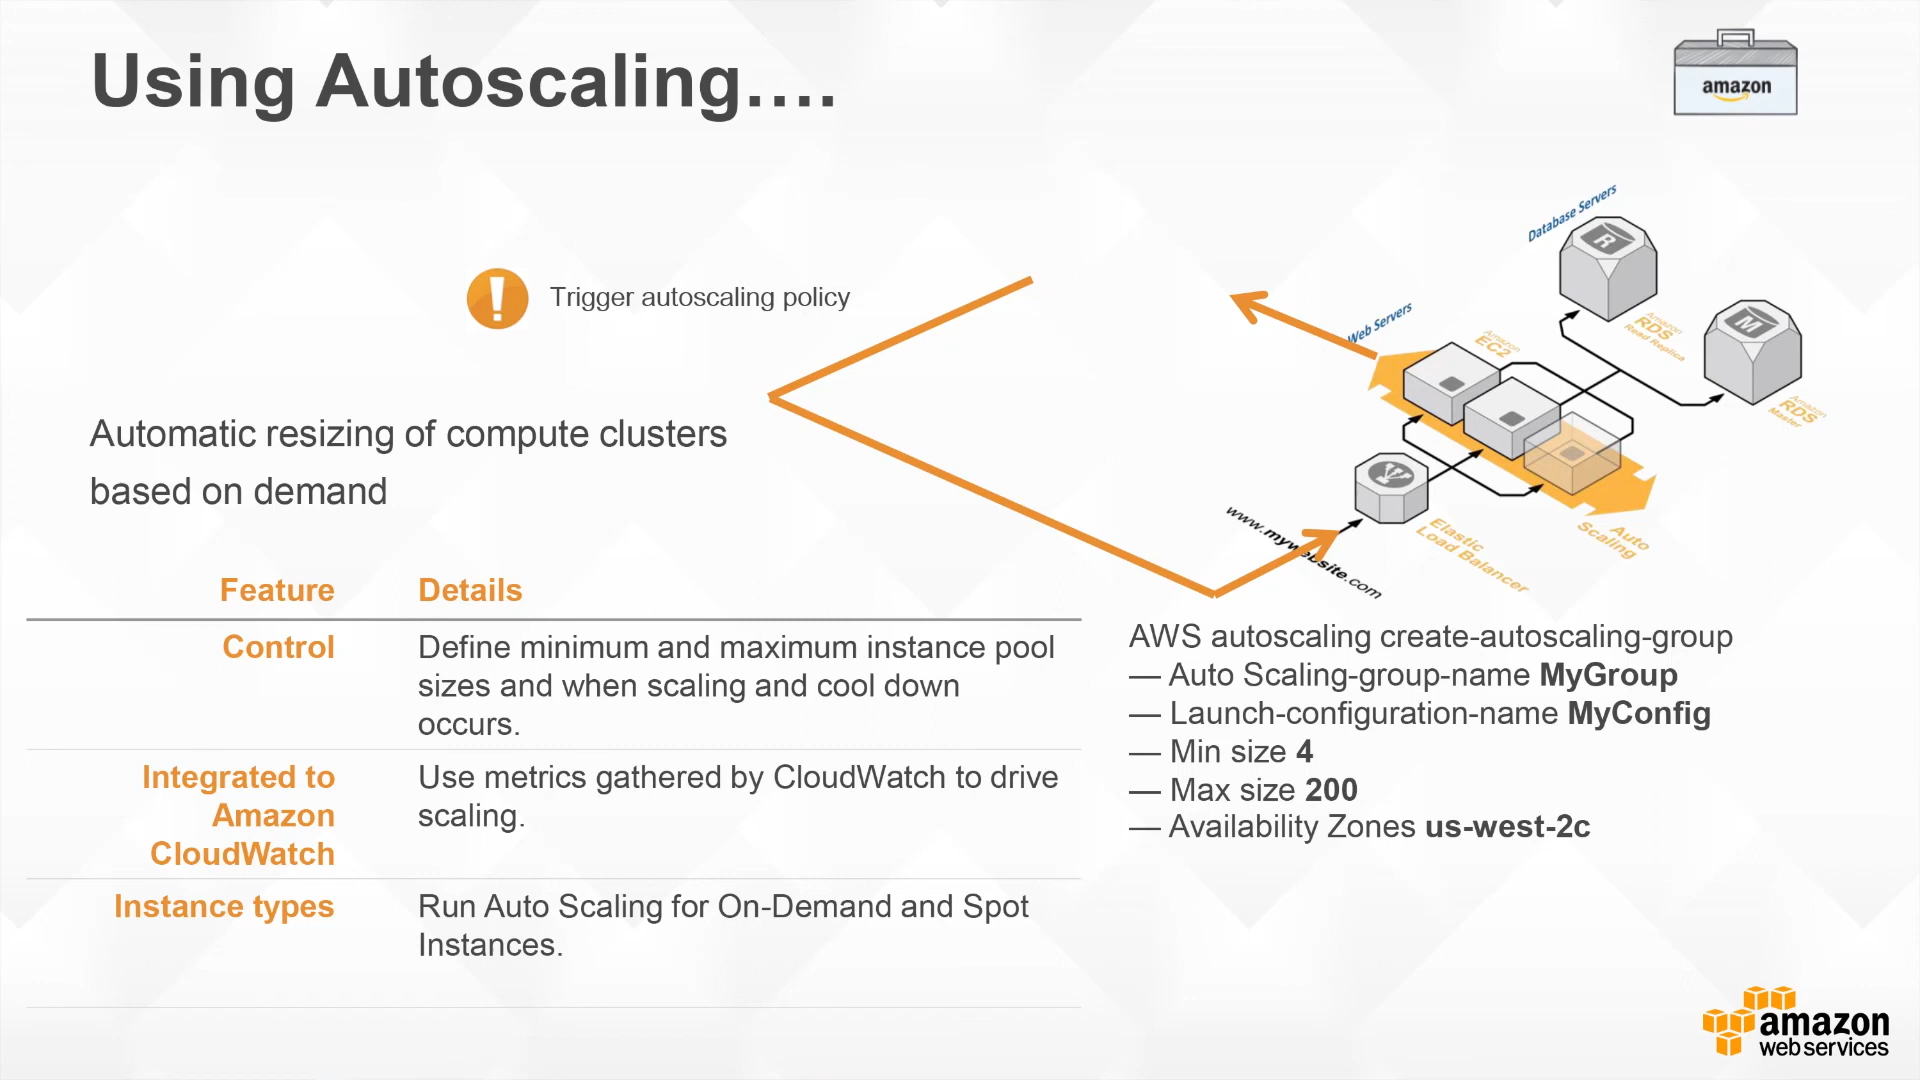 Using Autoscaling….
amazon
Database Servers
Trigger autoscaling policy
Web Servers
Amazon
EC2
Amazon
RDS
Read Replica
R
M
Amazon
RDS
Master
Automatic resizing of compute clusters
based on demand
www.mywebsite.com
Elastic
Load Balancer
Auto
Scaling
Feature Details
Control Define minimum and maximum instance pool
sizes and when scaling and cool down
occurs.
Integrated to Use metrics gathered by CloudWatch to drive
Amazon scaling.
CloudWatch
Instance types Run Auto Scaling for On-Demand and Spot
Instances.
AWS autoscaling create-autoscaling-group
— Auto Scaling-group-name MyGroup
— Launch-configuration-name MyConfig
— Min size 4
— Max size 200
— Availability Zones us-west-2c
amazon
web services